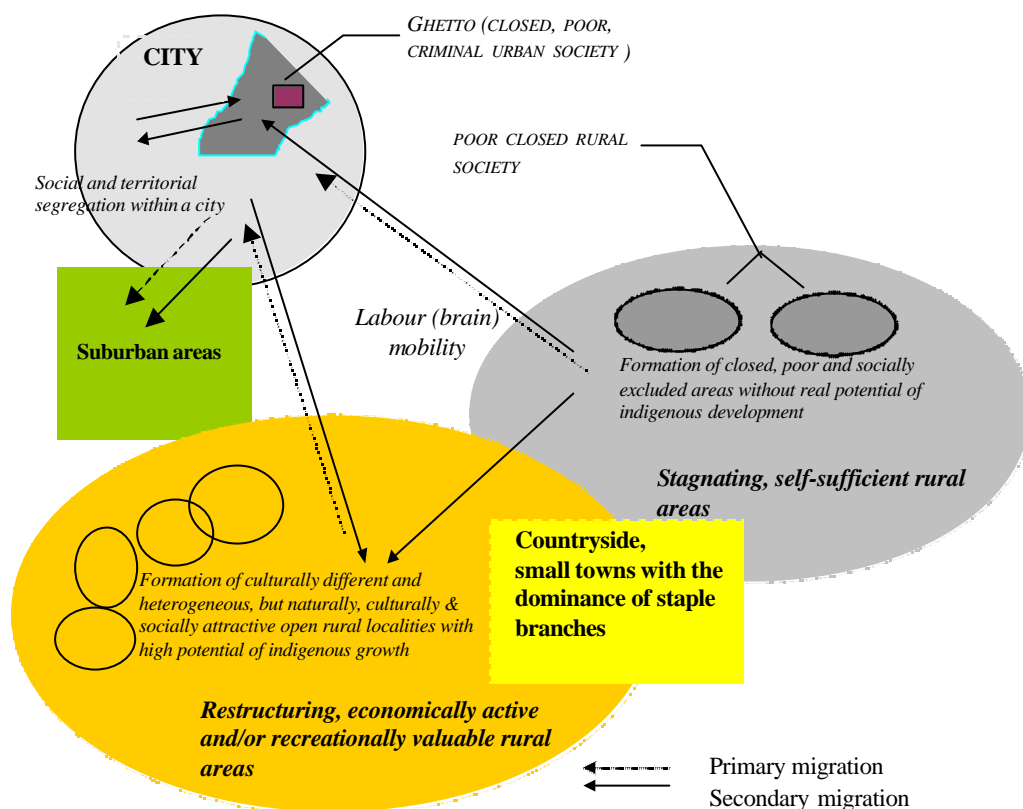 GHETTO (CLOSED, POOR,
CRIMINAL URBAN SOCIETY )
CITY
POOR CLOSED RURAL
SOCIETY
Social and territorial
segregation within a city
Labour (brain)
mobility
Suburban areas
Formation of closed, poor and socially
excluded areas without real potential of
indigenous development
Stagnating, self-sufficient rural
areas
Countryside,
small towns with the
dominance of staple
branches
Formation of culturally different and
heterogeneous, but naturally, culturally &
socially attractive open rural localities with
high potential of indigenous growth
Restructuring, economically active
and/or recreationally valuable rural
areas
Primary migration
Secondary migration